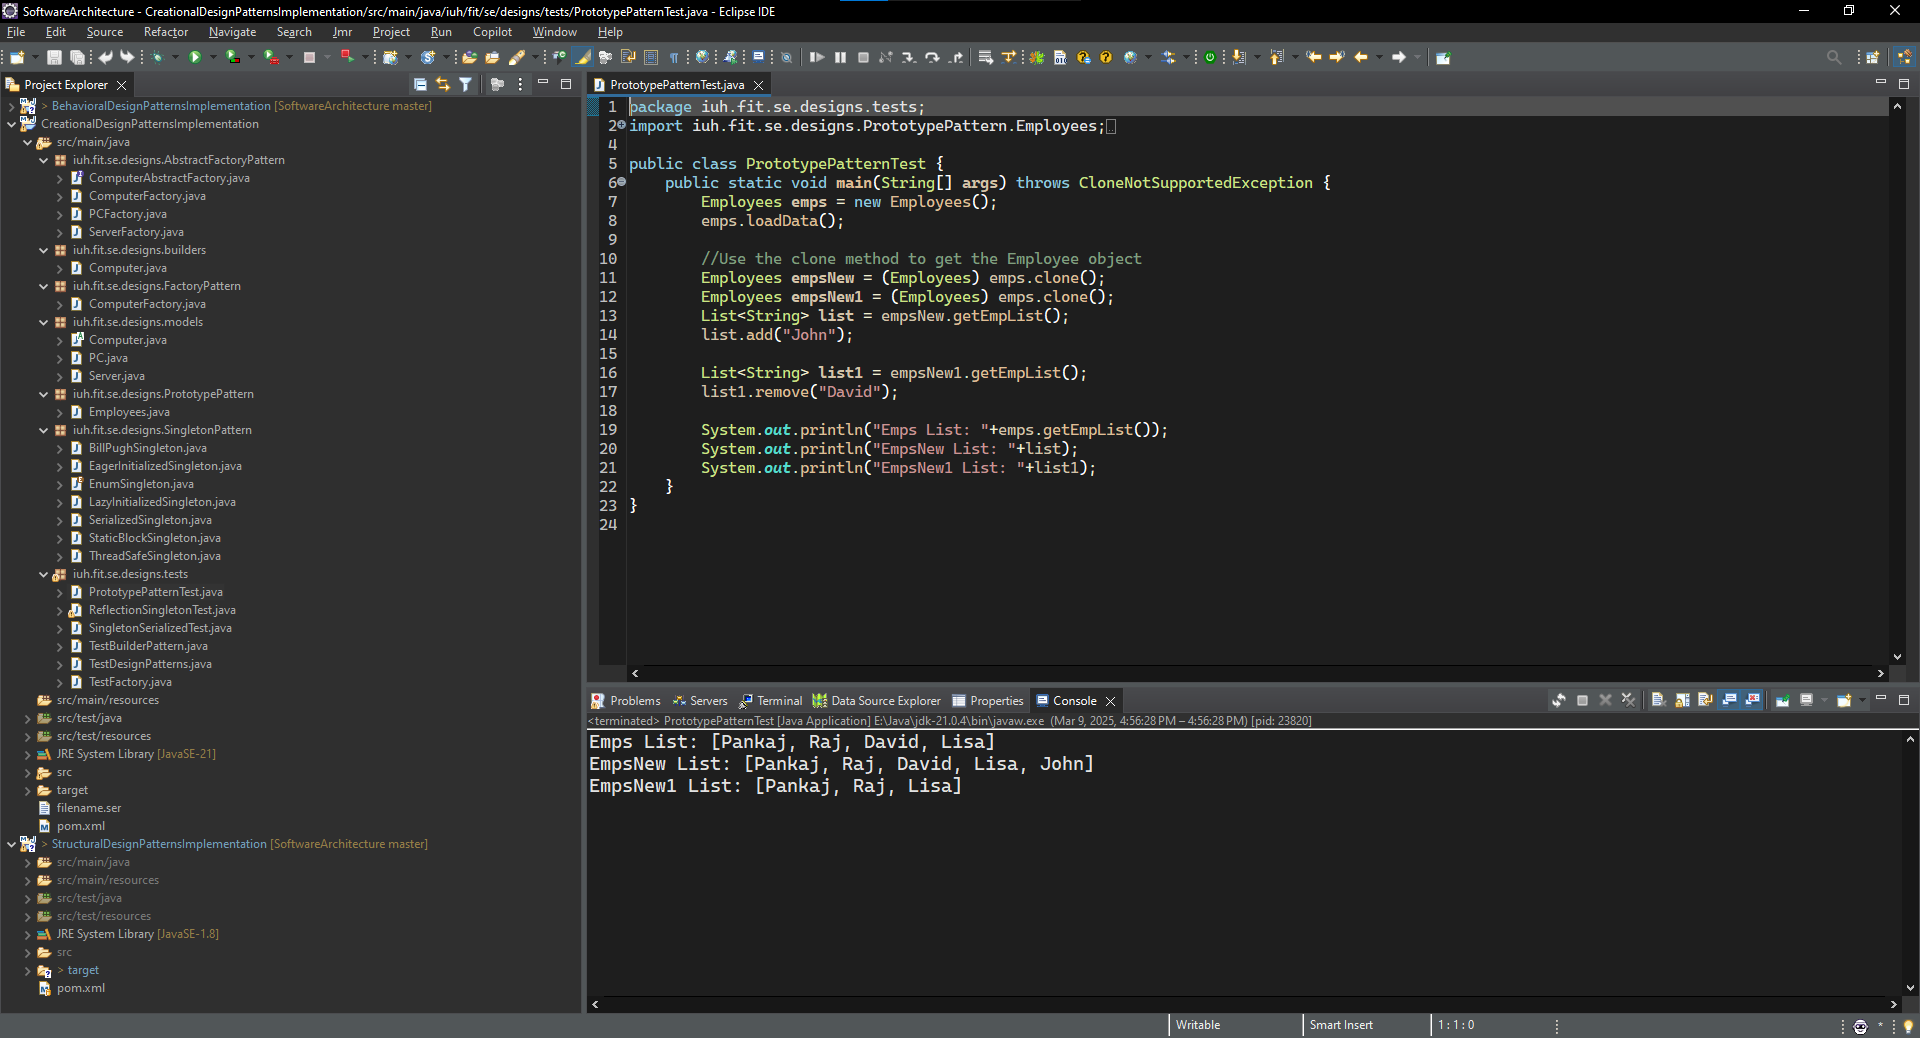 SoftwareArchitecture - CreationalDesignPatternsImplementation/src/main/java/iuh/fit/se/designs/tests/PrototypePatternTest.java - Eclipse IDE
File Edit Source Refactor Navigate Search Jmr Project Run Copilot Window Help
Project Explorer
> BehavioralDesignPatternsImplementation [SoftwareArchitecture master]
CreationalDesignPatternsImplementation
src/main/java
iuh.fit.se.designs.AbstractFactoryPattern
ComputerAbstractFactory.java
ComputerFactory.java
PCFactory.java
ServerFactory.java
iuh.fit.se.designs.builders
Computer.java
iuh.fit.se.designs.FactoryPattern
ComputerFactory.java
iuh.fit.se.designs.models
Computer.java
PC.java
Server.java
iuh.fit.se.designs.PrototypePattern
Employees.java
iuh.fit.se.designs.SingletonPattern
BillPughSingleton.java
EagerInitializedSingleton.java
EnumSingleton.java
LazyInitializedSingleton.java
SerializedSingleton.java
StaticBlockSingleton.java
ThreadSafeSingleton.java
iuh.fit.se.designs.tests
PrototypePatternTest.java
ReflectionSingletonTest.java
SingletonSerializedTest.java
TestBuilderPattern.java
TestDesignPatterns.java
TestFactory.java
src/main/resources
src/test/java
src/test/resources
JRE System Library [JavaSE-21]
src
target
filename.ser
pom.xml
> StructuralDesignPatternsImplementation [SoftwareArchitecture master]
src/main/java
src/main/resources
src/test/java
src/test/resources
JRE System Library [JavaSE-1.8]
src
> target
pom.xml
PrototypePatternTest.java
1 package iuh.fit.se.designs.tests;
2 import iuh.fit.se.designs.PrototypePattern.Employees;
4
5 public class PrototypePatternTest {
6 public static void main(String[] args) throws CloneNotSupportedException {
7 Employees emps = new Employees();
8 emps.loadData();
9
10 //Use the clone method to get the Employee object
11 Employees empsNew = (Employees) emps.clone();
12 Employees empsNew1 = (Employees) emps.clone();
13 List<String> list = empsNew.getEmpList();
14 list.add("John");
15
16 List<String> list1 = empsNew1.getEmpList();
17 list1.remove("David");
18
19 System.out.println("Emps List: "+emps.getEmpList());
20 System.out.println("EmpsNew List: "+list);
21 System.out.println("EmpsNew1 List: "+list1);
22 }
23 }
24
Problems Servers Terminal Data Source Explorer Properties Console
<terminated> PrototypePatternTest [Java Application] E:\Java\jdk-21.0.4\bin\javaw.exe (Mar 9, 2025, 4:56:28 PM – 4:56:28 PM) [pid: 23820]
Emps List: [Pankaj, Raj, David, Lisa]
EmpsNew List: [Pankaj, Raj, David, Lisa, John]
EmpsNew1 List: [Pankaj, Raj, Lisa]
Writable Smart Insert 1 : 1 : 0